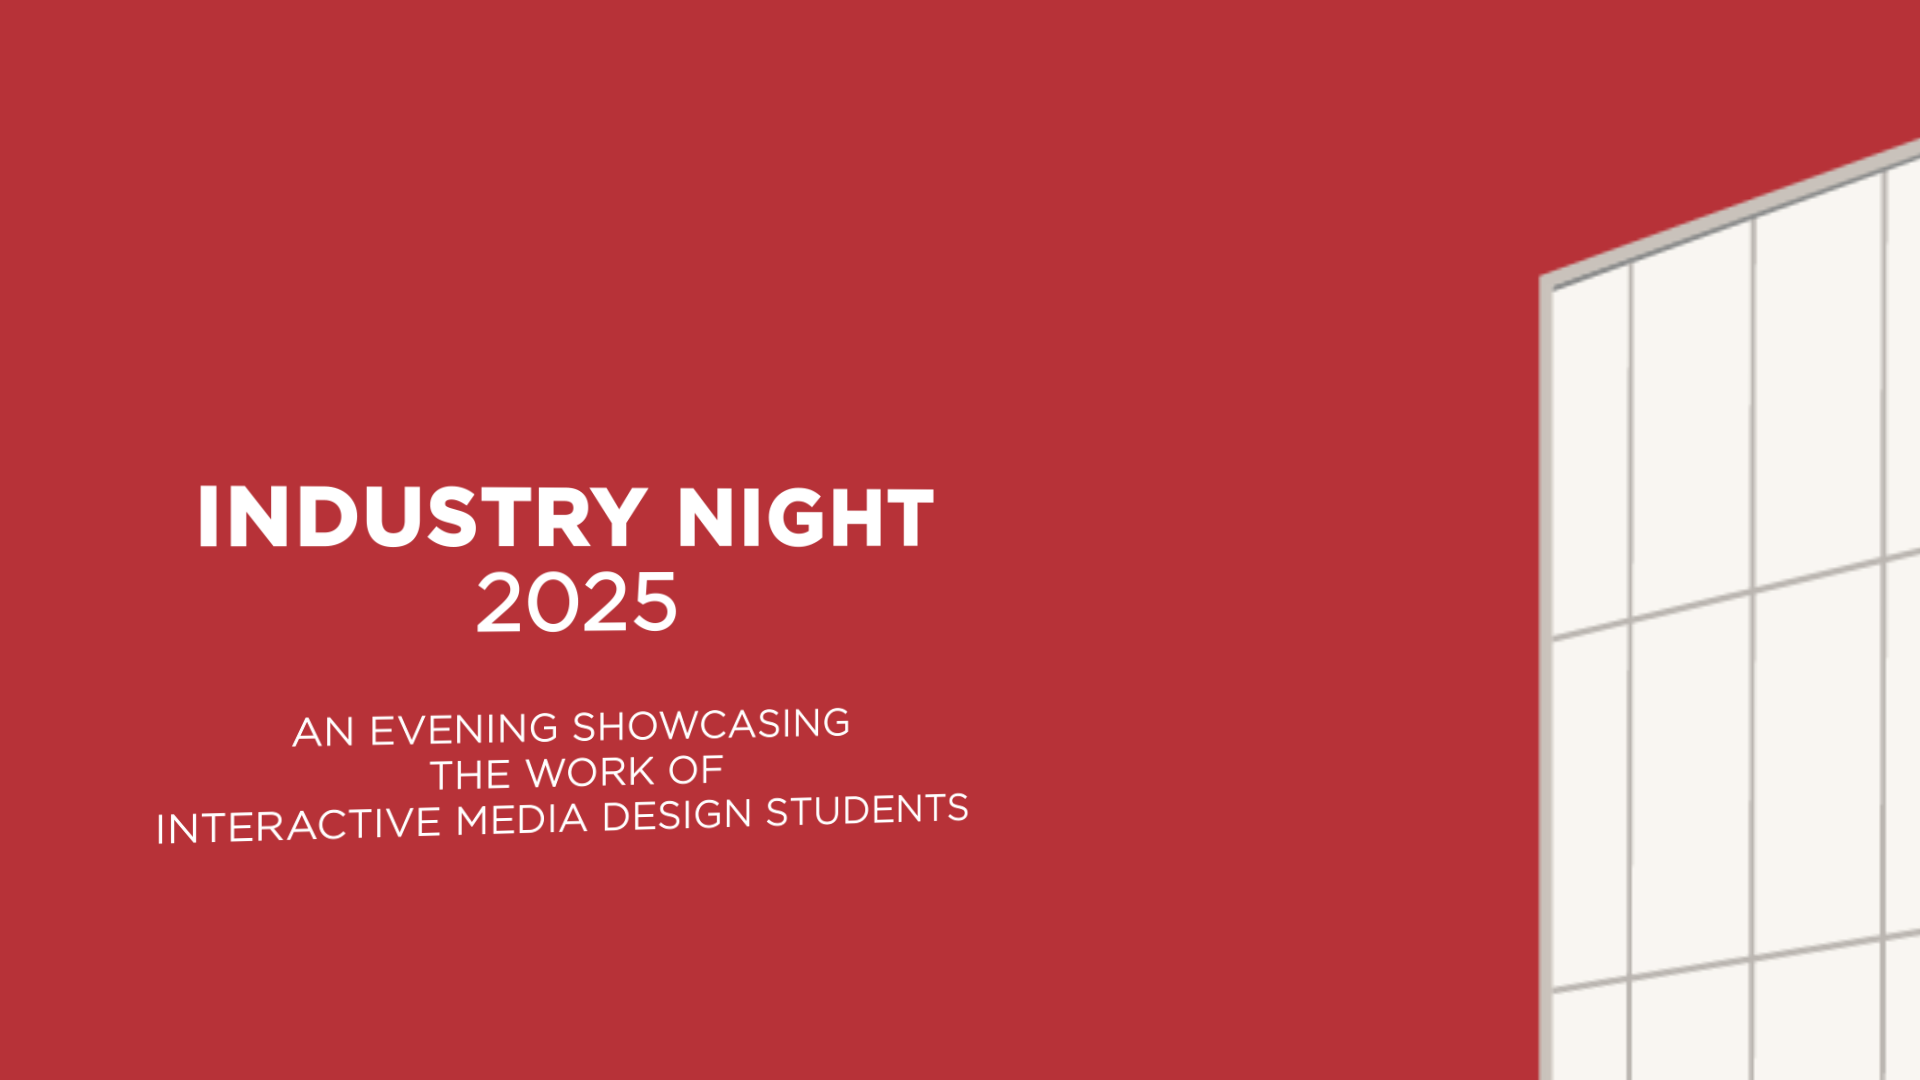 INDUSTRY NIGHT
2025
AN EVENING SHOWCASING
THE WORK OF
INTERACTIVE MEDIA DESIGN STUDENTS